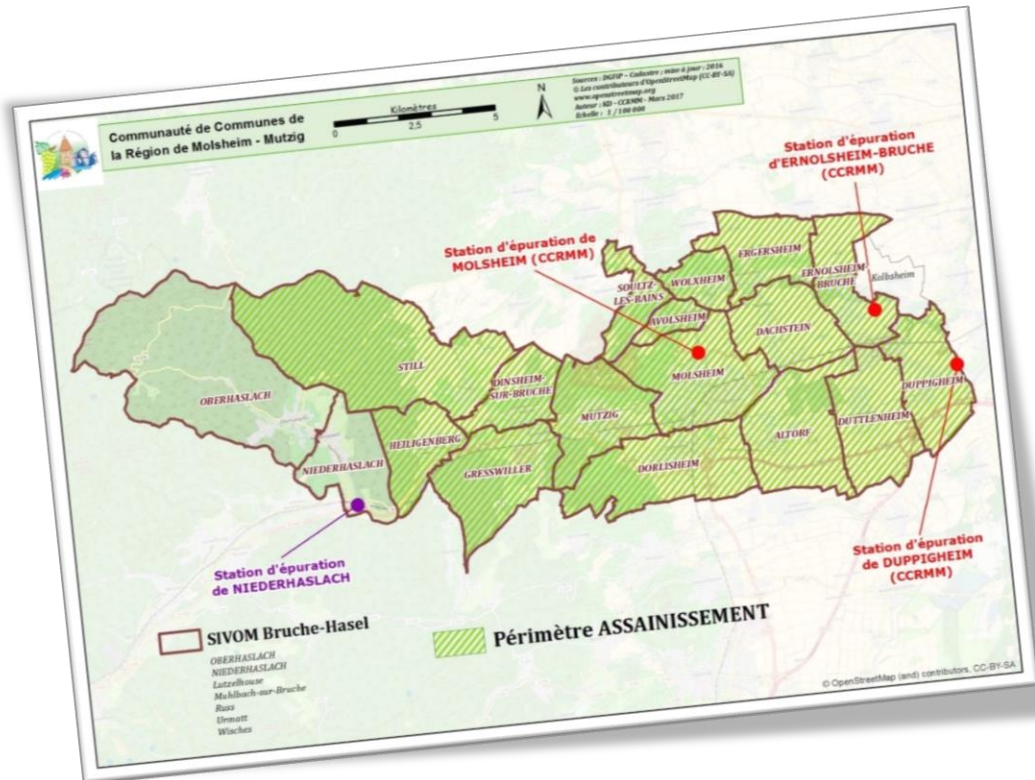 Communauté de Communes de
la Région de Molsheim - Mutzig
Kilomètres
0
2,5
5
N
Sources : DGFIP - Cadastre ; mise à jour : 2016
© Les contributeurs d'OpenStreetMap (CC-BY-SA)
www.openstreetmap.org
Auteur : KD - CCRMM - Mars 2017
Echelle : 1 / 100 000
Station d'épuration
d'ERNOLSHEIM-BRUCHE
(CCRMM)
Station d'épuration de
MOLSHEIM (CCRMM)
ERGERSHEIM
WOLXHEIM
SOULTZ-
LES-BAINS
ERNOLSHEIM-
BRUCHE
Kolbsheim
AVOLSHEIM
DACHSTEIN
STILL
DINSHEIM-
SUR-BRUCHE
MOLSHEIM
DUPPIGHEIM
OBERHASLACH
MUTZIG
ALTORF
DUTTLENHEIM
HEILIGENBERG
NIEDERHASLACH
GRESSWILLER
DORLISHEIM
Station d'épuration
de NIEDERHASLACH
Station d'épuration
de DUPPIGHEIM
(CCRMM)
SIVOM Bruche-Hasel
OBERHASLACH
NIEDERHASLACH
Lutzelhouse
Muhlbach-sur-Bruche
Russ
Urmatt
Wisches
Périmètre ASSAINISSEMENT
© OpenStreetMap (and) contributors, CC-BY-SA